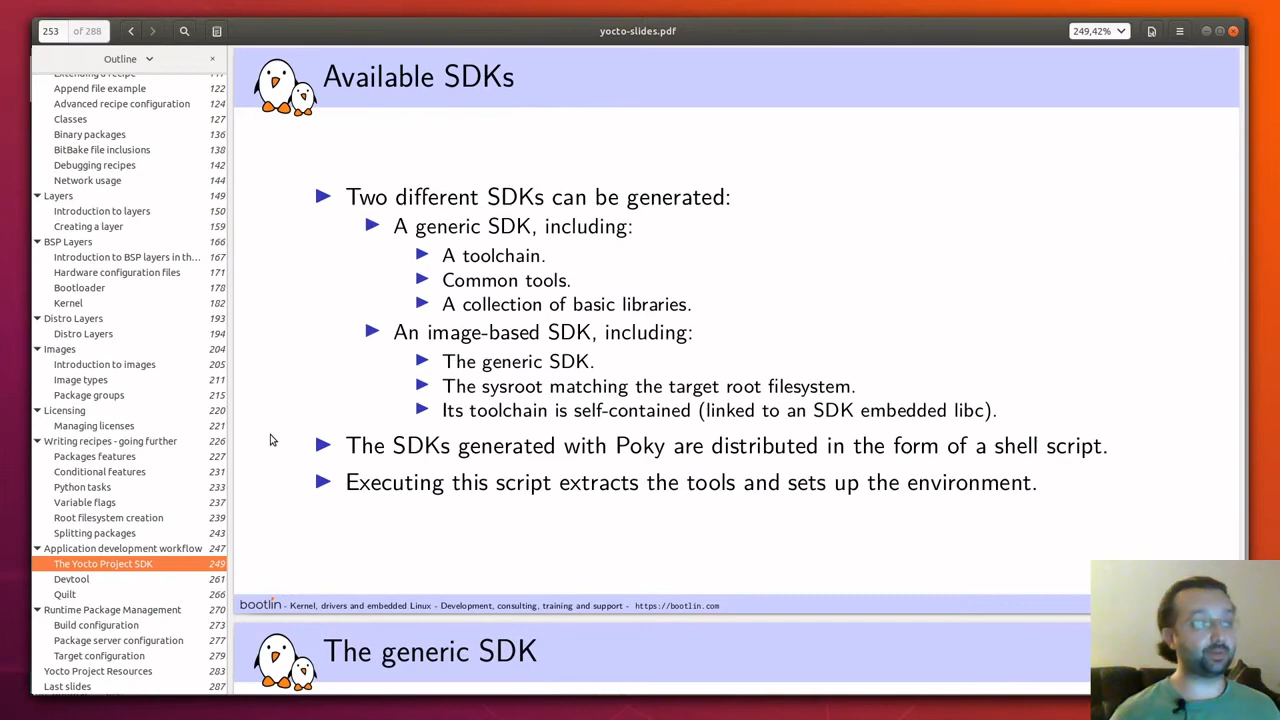 253
of 288
yocto-slides.pdf
249,42%
Outline
×
Append file example 122
Advanced recipe configuration 124
Classes 127
Binary packages 136
BitBake file inclusions 138
Debugging recipes 142
Network usage 144
Layers 149
Introduction to layers 150
Creating a layer 159
BSP Layers 166
Introduction to BSP layers in th... 167
Hardware configuration files 171
Bootloader 178
Kernel 182
Distro Layers 193
Distro Layers 194
Images 204
Introduction to images 205
Image types 211
Package groups 215
Licensing 220
Managing licenses 221
Writing recipes - going further 226
Packages features 227
Conditional features 231
Python tasks 233
Variable flags 237
Root filesystem creation 239
Splitting packages 243
Application development workflow 247
The Yocto Project SDK 249
Devtool 261
Quilt 266
Runtime Package Management 270
Build configuration 273
Package server configuration 277
Target configuration 279
Yocto Project Resources 283
Last slides 287
Available SDKs
Two different SDKs can be generated:
A generic SDK, including:
A toolchain.
Common tools.
A collection of basic libraries.
An image-based SDK, including:
The generic SDK.
The sysroot matching the target root filesystem.
Its toolchain is self-contained (linked to an SDK embedded libc).
The SDKs generated with Poky are distributed in the form of a shell script.
Executing this script extracts the tools and sets up the environment.
bootlin - Kernel, drivers and embedded Linux - Development, consulting, training and support - https://bootlin.com
The generic SDK